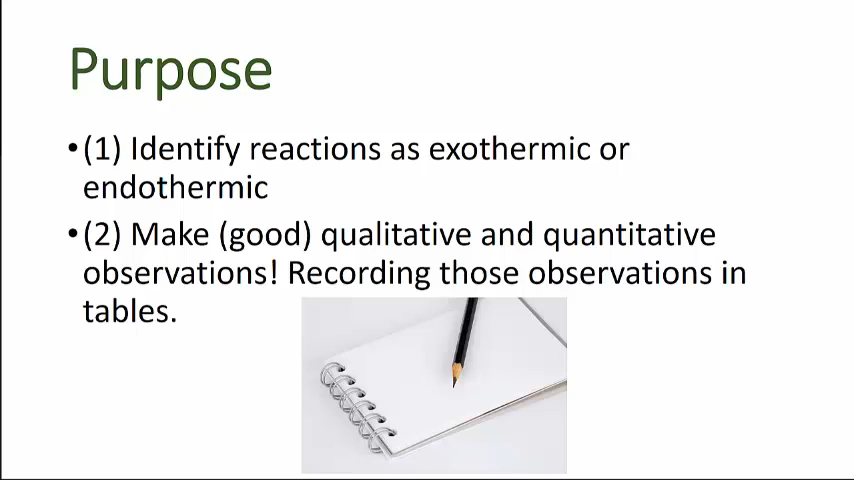 Purpose
•(1) Identify reactions as exothermic or
endothermic
•(2) Make (good) qualitative and quantitative
observations! Recording those observations in
tables.